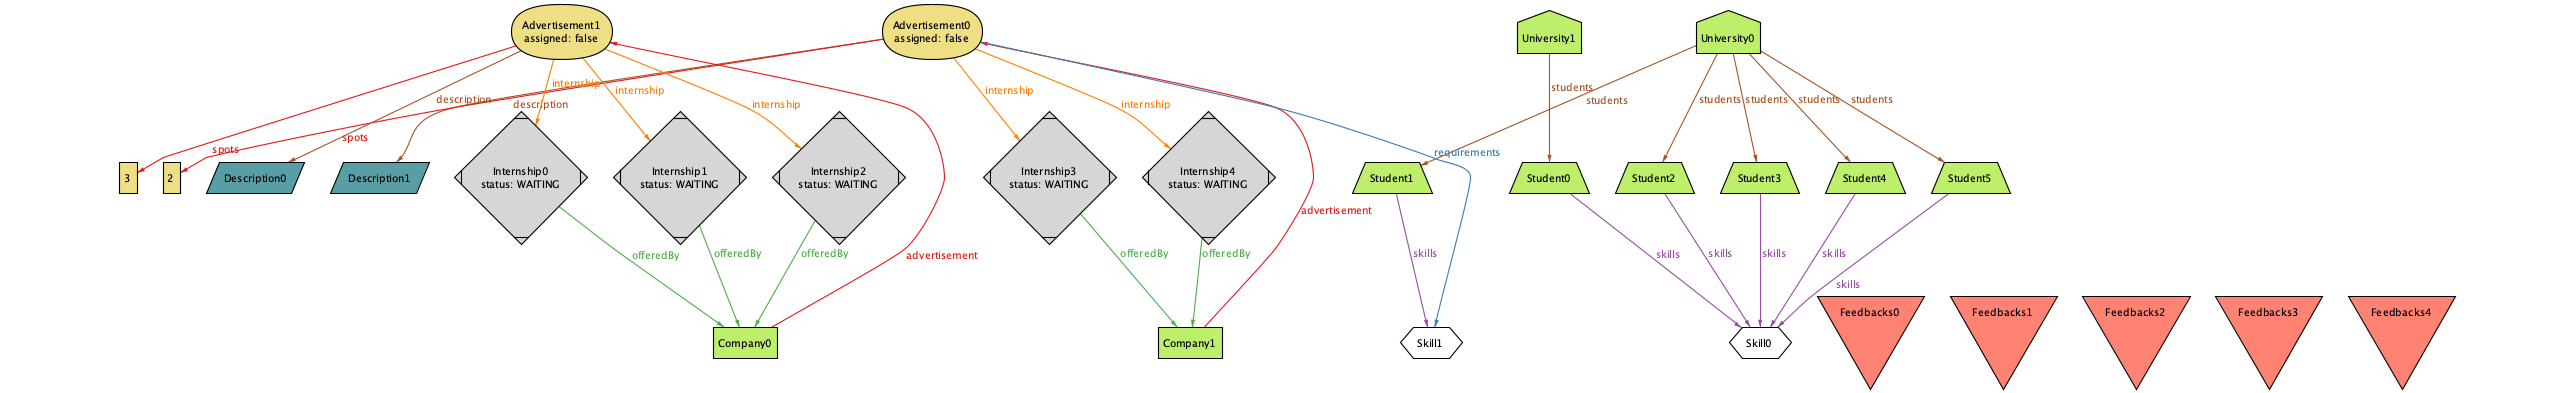 Advertisement1
assigned: false
Advertisement0
assigned: false
University1
University0
internship
internship
internship
internship
internship
description
description
students
students
students
students
students
students
spots
spots
requirements
3
2
Description0
Description1
Internship0
status: WAITING
Internship1
status: WAITING
Internship2
status: WAITING
Internship3
status: WAITING
Internship4
status: WAITING
Student1
Student0
Student2
Student3
Student4
Student5
advertisement
offeredBy
offeredBy
offeredBy
advertisement
offeredBy
offeredBy
skills
skills
skills
skills
skills
skills
Company0
Company1
Skill1
Skill0
Feedbacks0
Feedbacks1
Feedbacks2
Feedbacks3
Feedbacks4